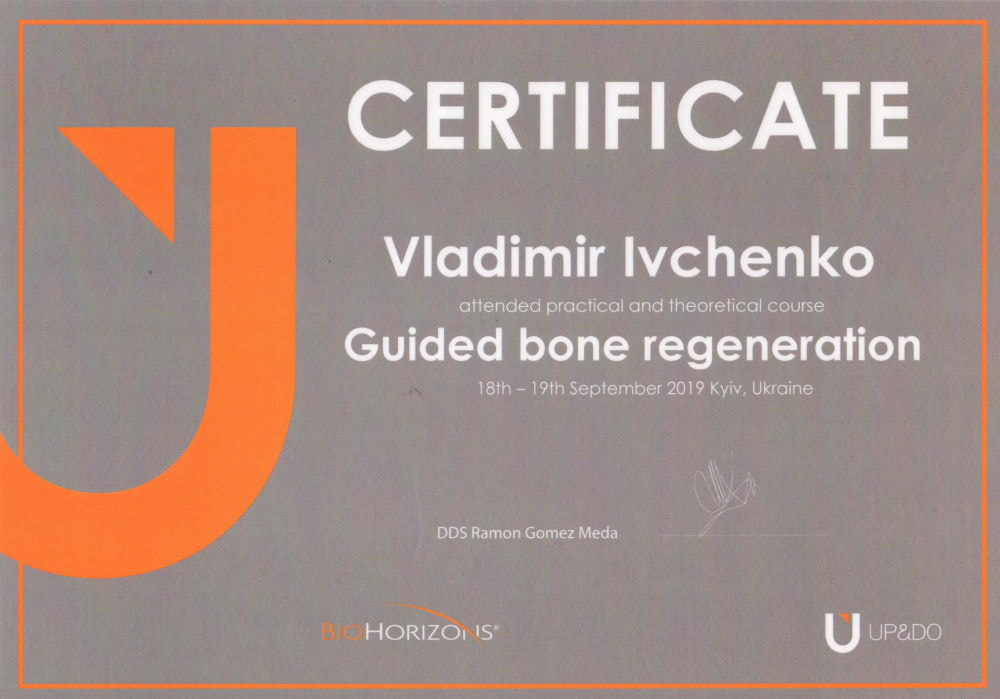 CERTIFICATE
Vladimir Ivchenko
attended practical and theoretical course
Guided bone regeneration
18th – 19th September 2019 Kyiv, Ukraine
DDS Ramon Gomez Meda
BIOHORIZONS®
UP&DO